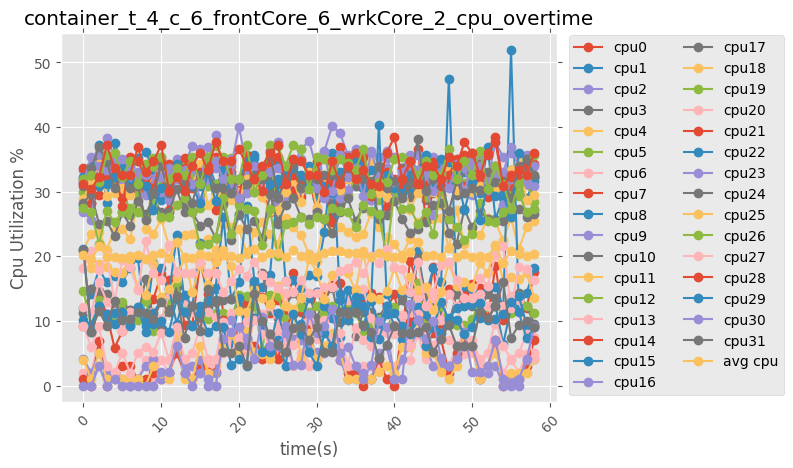 container_t_4_c_6_frontCore_6_wrkCore_2_cpu_overtime
Cpu Utilization %
50
40
30
20
10
0
0
10
20
30
40
50
60
time(s)
cpu0
cpu1
cpu2
cpu3
cpu4
cpu5
cpu6
cpu7
cpu8
cpu9
cpu10
cpu11
cpu12
cpu13
cpu14
cpu15
cpu16
cpu17
cpu18
cpu19
cpu20
cpu21
cpu22
cpu23
cpu24
cpu25
cpu26
cpu27
cpu28
cpu29
cpu30
cpu31
avg cpu